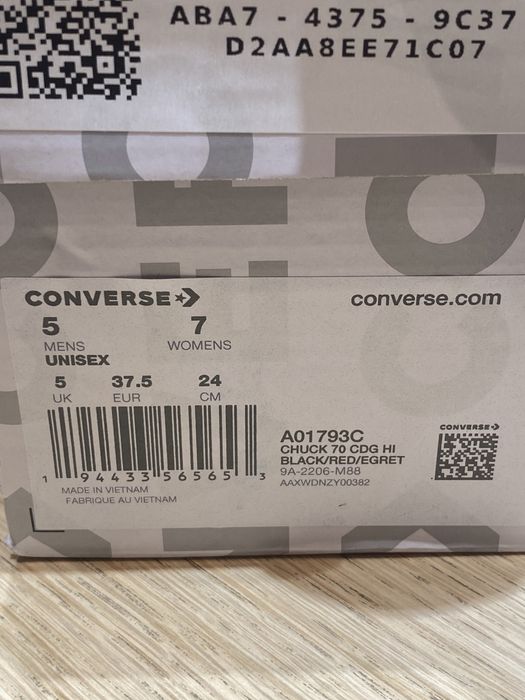 ABA7 - 4375 - 9C37
D2AA8EE71C07
CONVERSE
converse.com
5 7
MENS WOMENS
UNISEX
5 37.5 24
UK EUR CM
1 94433 56565 3
MADE IN VIETNAM
FABRIQUE AU VIETNAM
A01793C
CHUCK 70 CDG HI
BLACK/RED/EGRET
9A-2206-M88
AAXWDNZY00382
CONVERSE